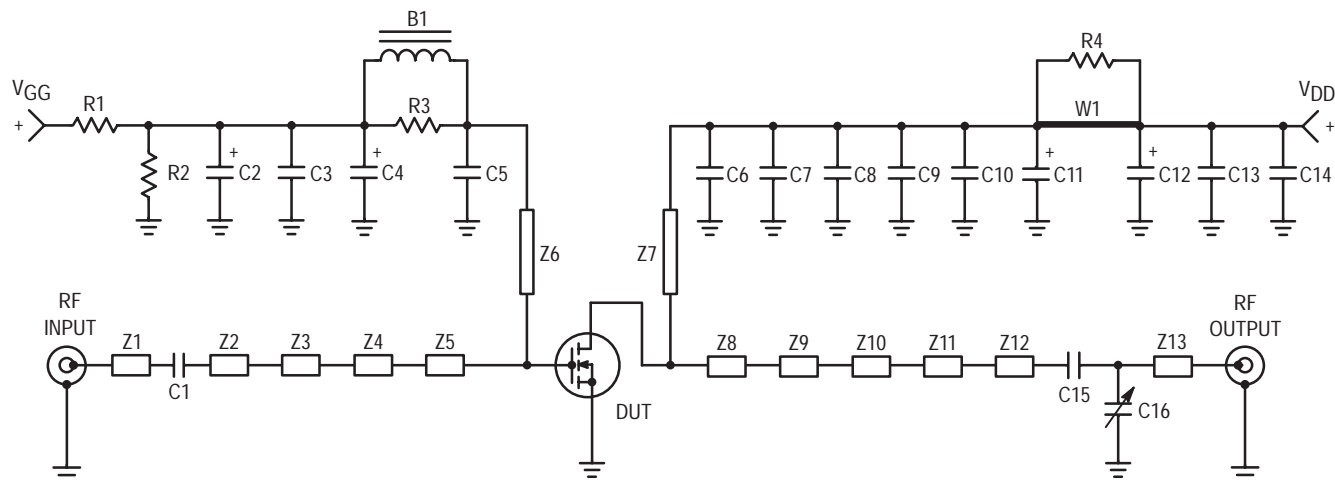 B1
R4
VGG
R1
R3
W1
VDD
+
+
R2
+
C2
C3
+
C4
C5
C6
C7
C8
C9
C10
+
C11
+
C12
C13
C14
Z6
Z7
RF
INPUT
Z1
Z2
Z3
Z4
Z5
Z8
Z9
Z10
Z11
Z12
Z13
RF
OUTPUT
C1
DUT
C15
C16